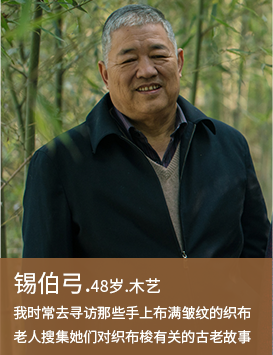 锡伯弓.48岁.木艺
我时常去寻访那些手上布满皱纹的织布
老人搜集她们对织布梭有关的古老故事